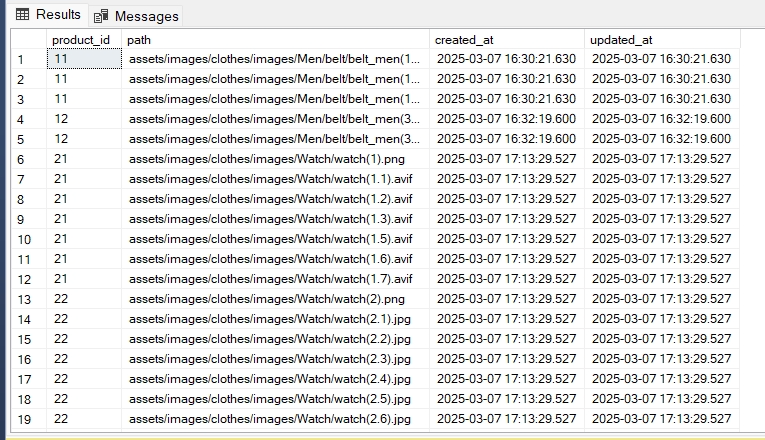 Results Messages
product_id path created_at updated_at
1 11 assets/images/clothes/images/Men/belt/belt_men(1... 2025-03-07 16:30:21.630 2025-03-07 16:30:21.630
2 11 assets/images/clothes/images/Men/belt/belt_men(1... 2025-03-07 16:30:21.630 2025-03-07 16:30:21.630
3 11 assets/images/clothes/images/Men/belt/belt_men(1... 2025-03-07 16:30:21.630 2025-03-07 16:30:21.630
4 12 assets/images/clothes/images/Men/belt/belt_men(3... 2025-03-07 16:32:19.600 2025-03-07 16:32:19.600
5 12 assets/images/clothes/images/Men/belt/belt_men(3... 2025-03-07 16:32:19.600 2025-03-07 16:32:19.600
6 21 assets/images/clothes/images/Watch/watch(1).png 2025-03-07 17:13:29.527 2025-03-07 17:13:29.527
7 21 assets/images/clothes/images/Watch/watch(1.1).avif 2025-03-07 17:13:29.527 2025-03-07 17:13:29.527
8 21 assets/images/clothes/images/Watch/watch(1.2).avif 2025-03-07 17:13:29.527 2025-03-07 17:13:29.527
9 21 assets/images/clothes/images/Watch/watch(1.3).avif 2025-03-07 17:13:29.527 2025-03-07 17:13:29.527
10 21 assets/images/clothes/images/Watch/watch(1.5).avif 2025-03-07 17:13:29.527 2025-03-07 17:13:29.527
11 21 assets/images/clothes/images/Watch/watch(1.6).avif 2025-03-07 17:13:29.527 2025-03-07 17:13:29.527
12 21 assets/images/clothes/images/Watch/watch(1.7).avif 2025-03-07 17:13:29.527 2025-03-07 17:13:29.527
13 22 assets/images/clothes/images/Watch/watch(2).png 2025-03-07 17:13:29.527 2025-03-07 17:13:29.527
14 22 assets/images/clothes/images/Watch/watch(2.1).jpg 2025-03-07 17:13:29.527 2025-03-07 17:13:29.527
15 22 assets/images/clothes/images/Watch/watch(2.2).jpg 2025-03-07 17:13:29.527 2025-03-07 17:13:29.527
16 22 assets/images/clothes/images/Watch/watch(2.3).jpg 2025-03-07 17:13:29.527 2025-03-07 17:13:29.527
17 22 assets/images/clothes/images/Watch/watch(2.4).jpg 2025-03-07 17:13:29.527 2025-03-07 17:13:29.527
18 22 assets/images/clothes/images/Watch/watch(2.5).jpg 2025-03-07 17:13:29.527 2025-03-07 17:13:29.527
19 22 assets/images/clothes/images/Watch/watch(2.6).jpg 2025-03-07 17:13:29.527 2025-03-07 17:13:29.527